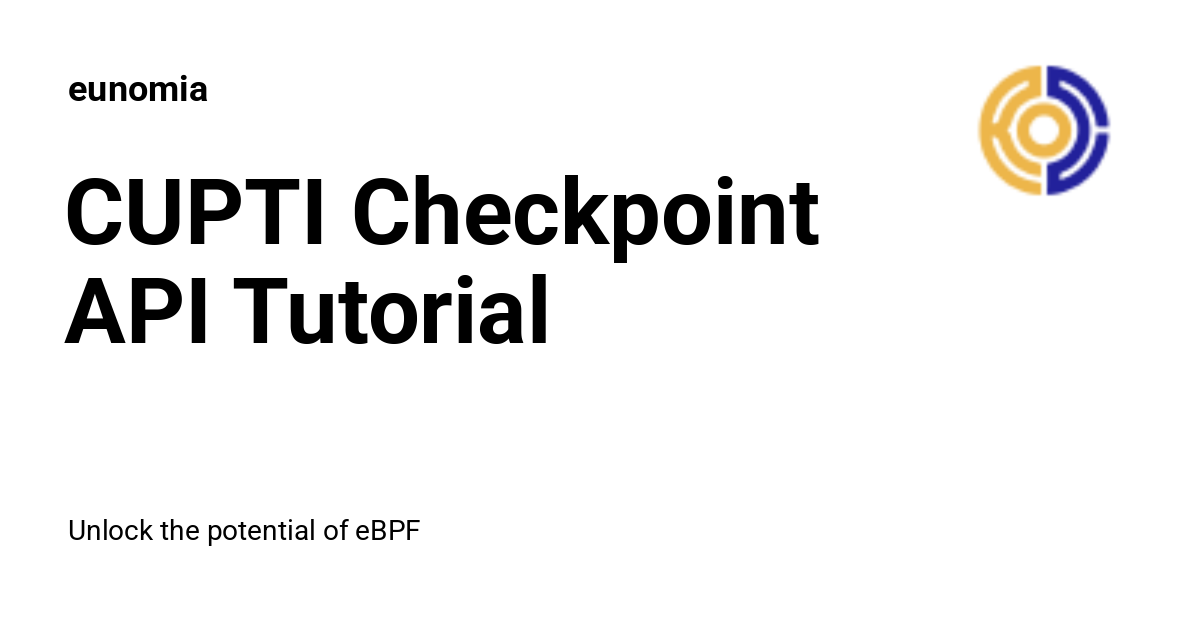 eunomia
CUPTI Checkpoint
API Tutorial
Unlock the potential of eBPF